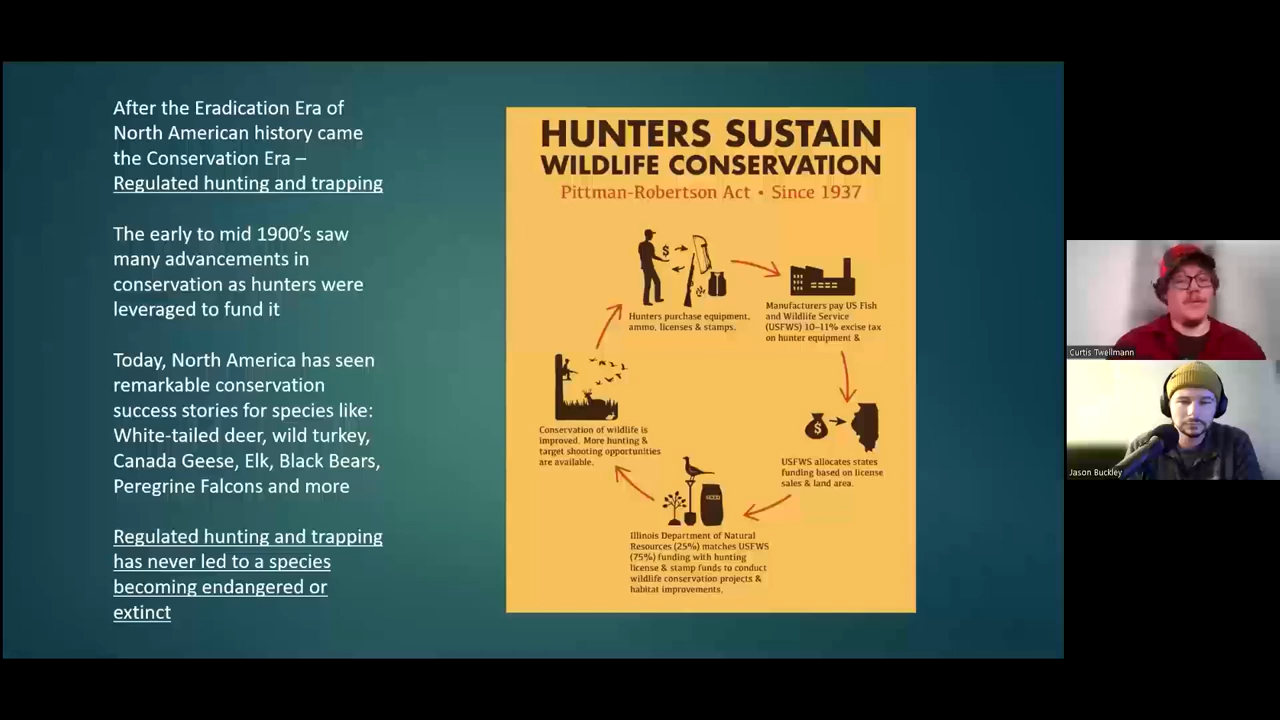 After the Eradication Era of
North American history came
the Conservation Era –
Regulated hunting and trapping
The early to mid 1900's saw
many advancements in
conservation as hunters were
leveraged to fund it
Today, North America has seen
remarkable conservation
success stories for species like:
White-tailed deer, wild turkey,
Canada Geese, Elk, Black Bears,
Peregrine Falcons and more
Regulated hunting and trapping
has never led to a species
becoming endangered or
extinct
HUNTERS SUSTAIN
WILDLIFE CONSERVATION
Pittman-Robertson Act • Since 1937
$
Hunters purchase equipment,
ammo, licenses & stamps.
Manufacturers pay US Fish
and Wildlife Service
(USFWS) 10–11% excise tax
on hunter equipment &
$
USFWS allocates states
funding based on license
sales & land area.
Illinois Department of Natural
Resources (25%) matches USFWS
(75%) funding with hunting
license & stamp funds to conduct
wildlife conservation projects &
habitat improvements.
Conservation of wildlife is
improved. More hunting &
target shooting opportunities
are available.
Curtis Twellmann
Jason Buckley